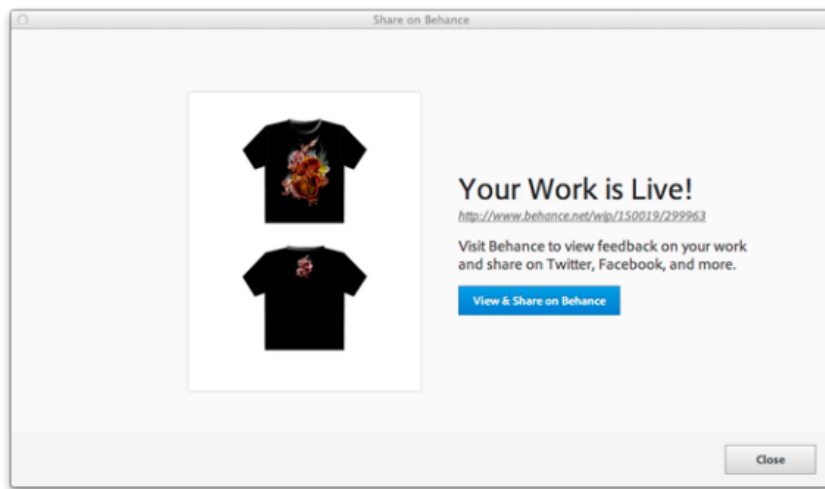 Share on Behance
Your Work is Live!
http://www.behance.net/wip/150019/299963
Visit Behance to view feedback on your work
and share on Twitter, Facebook, and more.
View & Share on Behance
Close